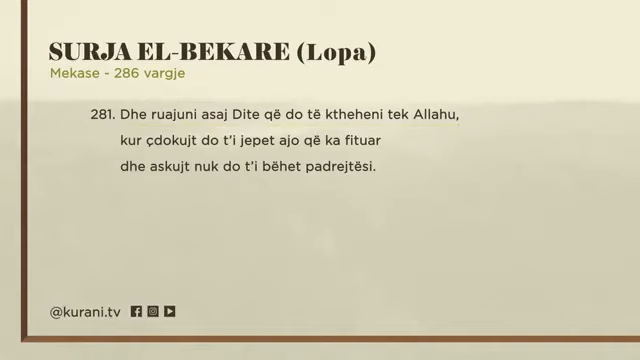 SURJA EL-BEKARE (Lopa)
Mekase - 286 vargje
281. Dhe ruajuni asaj Dite që do të ktheheni tek Allahu,
kur çdokujt do t'i jepet ajo që ka fituar
dhe askujt nuk do t'i bëhet padrejtësi.
@kurani.tv